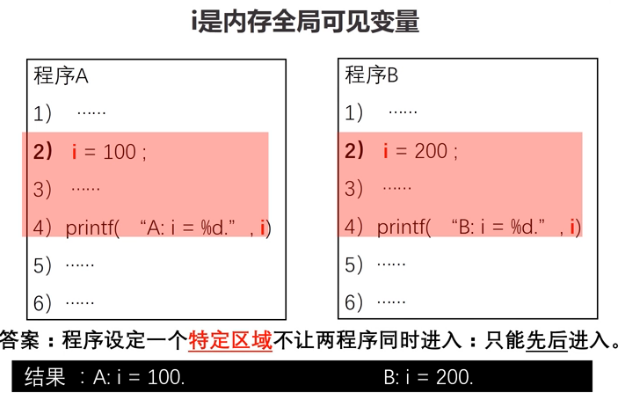 i是内存全局可见变量
程序A
1） ……
2） i = 100 ;
3） ……
4）printf( “A: i = %d.” , i)
5）……
6）……
程序B
1） ……
2） i = 200 ;
3） ……
4）printf( “B: i = %d.” , i)
5）……
6）……
答案：程序设定一个特定区域不让两程序同时进入：只能先后进入。
结果 ：A: i = 100. B: i = 200.